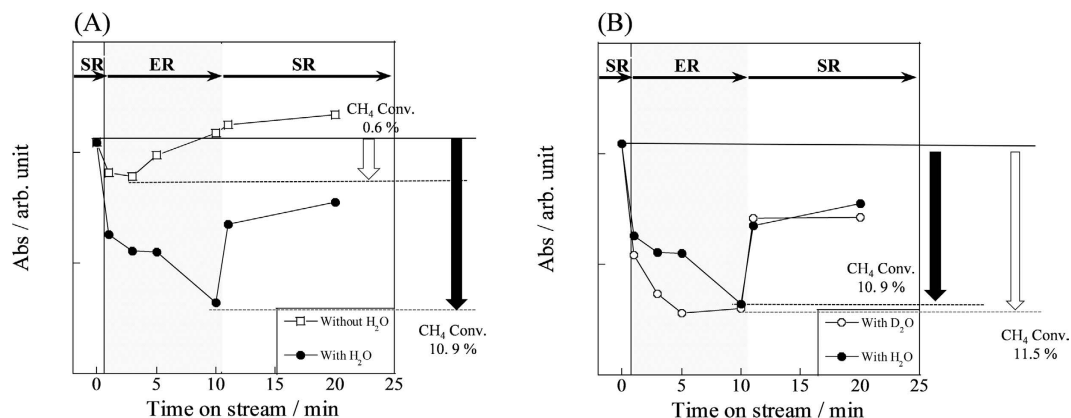 (A)
SR ER SR
CH4 Conv.
0.6 %
CH4 Conv.
10. 9 %
Without H2O
With H2O
Abs / arb. unit
0 5 10 15 20 25
Time on stream / min
(B)
SR ER SR
CH4 Conv.
10. 9 %
CH4 Conv.
11.5 %
With D2O
With H2O
Abs / arb. unit
0 5 10 15 20 25
Time on stream / min